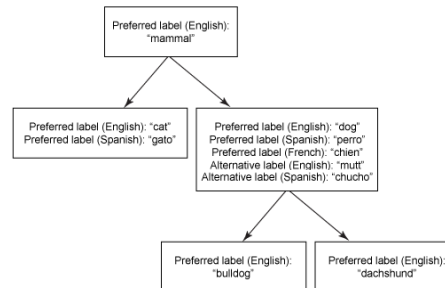 Preferred label (English):
“mammal”
Preferred label (English): “cat”
Preferred label (Spanish): “gato”
Preferred label (English): “dog”
Preferred label (Spanish): “perro”
Preferred label (French): “chien”
Alternative label (English): “mutt”
Alternative label (Spanish): “chucho”
Preferred label (English):
“bulldog”
Preferred label (English):
“dachshund”